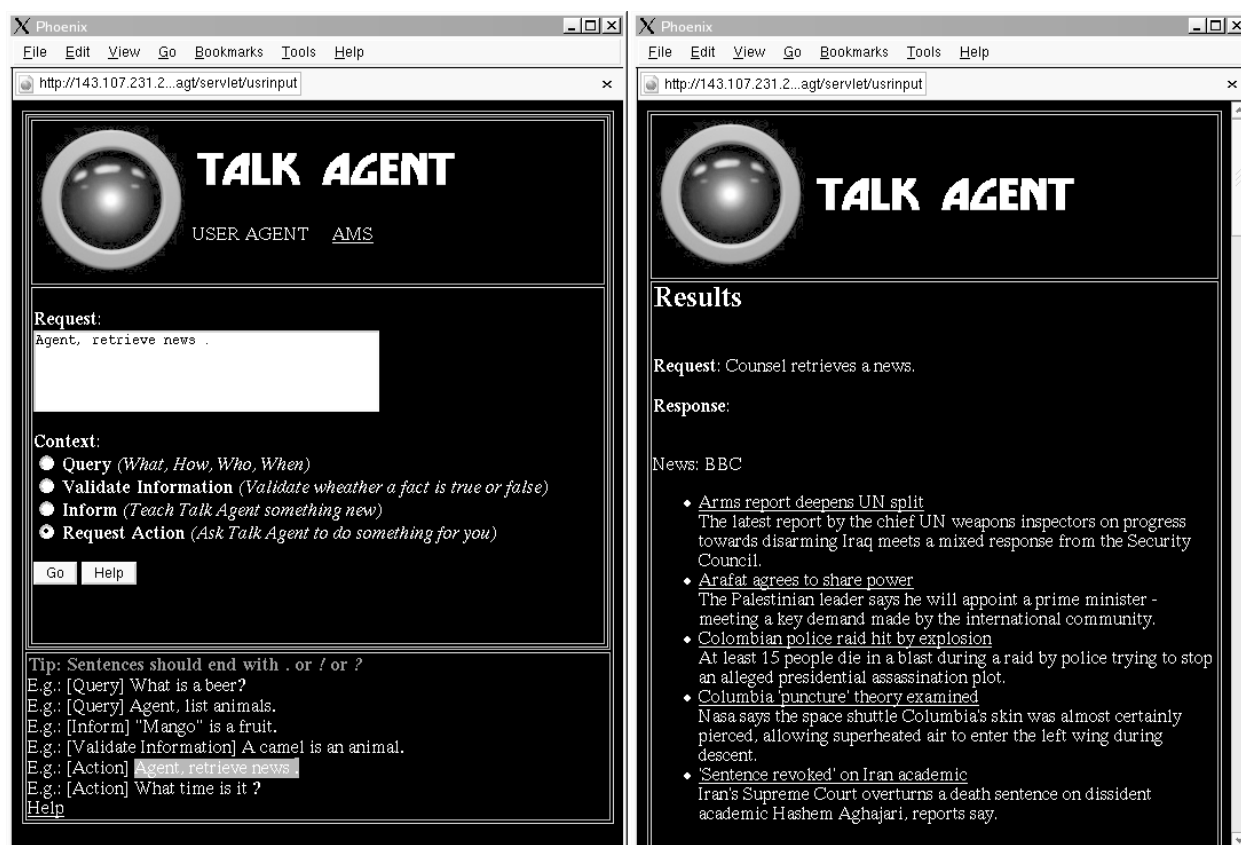 Phoenix
File Edit View Go Bookmarks Tools Help
http://143.107.231.2...agt/servlet/usrinput
TALK AGENT
USER AGENT AMS
Request:
Agent, retrieve news .
Context:
Query (What, How, Who, When)
Validate Information (Validate wheather a fact is true or false)
Inform (Teach Talk Agent something new)
Request Action (Ask Talk Agent to do something for you)
Go Help
Tip: Sentences should end with . or ! or ?
E.g.: [Query] What is a beer?
E.g.: [Query] Agent, list animals.
E.g.: [Inform] "Mango" is a fruit.
E.g.: [Validate Information] A camel is an animal.
E.g.: [Action] Agent, retrieve news .
E.g.: [Action] What time is it ?
Help
Phoenix
File Edit View Go Bookmarks Tools Help
http://143.107.231.2...agt/servlet/usrinput
TALK AGENT
Results
Request: Counsel retrieves a news.
Response:
News: BBC
Arms report deepens UN split
The latest report by the chief UN weapons inspectors on progress
towards disarming Iraq meets a mixed response from the Security
Council.
Arafat agrees to share power
The Palestinian leader says he will appoint a prime minister -
meeting a key demand made by the international community.
Colombian police raid hit by explosion
At least 15 people die in a blast during a raid by police trying to stop
an alleged presidential assassination plot.
Columbia 'puncture' theory examined
Nasa says the space shuttle Columbia's skin was almost certainly
pierced, allowing superheated air to enter the left wing during
descent.
'Sentence revoked' on Iran academic
Iran's Supreme Court overturns a death sentence on dissident
academic Hashem Aghajari, reports say.